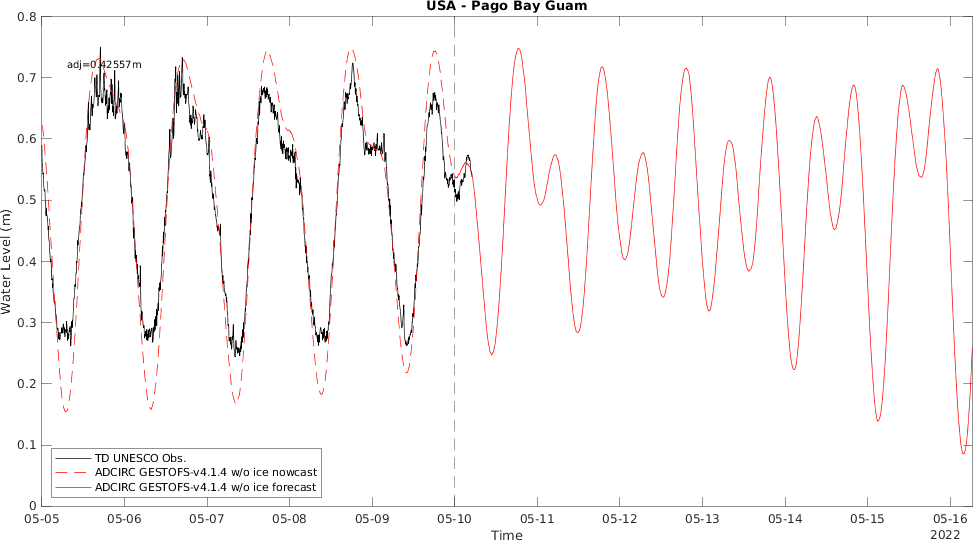 USA - Pago Bay Guam
adj=0.42557m
Water Level (m)
0.8
0.7
0.6
0.5
0.4
0.3
0.2
0.1
0
TD UNESCO Obs.
ADCIRC GESTOFS-v4.1.4 w/o ice nowcast
ADCIRC GESTOFS-v4.1.4 w/o ice forecast
05-05 05-06 05-07 05-08 05-09 05-10 05-11 05-12 05-13 05-14 05-15 05-16
Time
2022